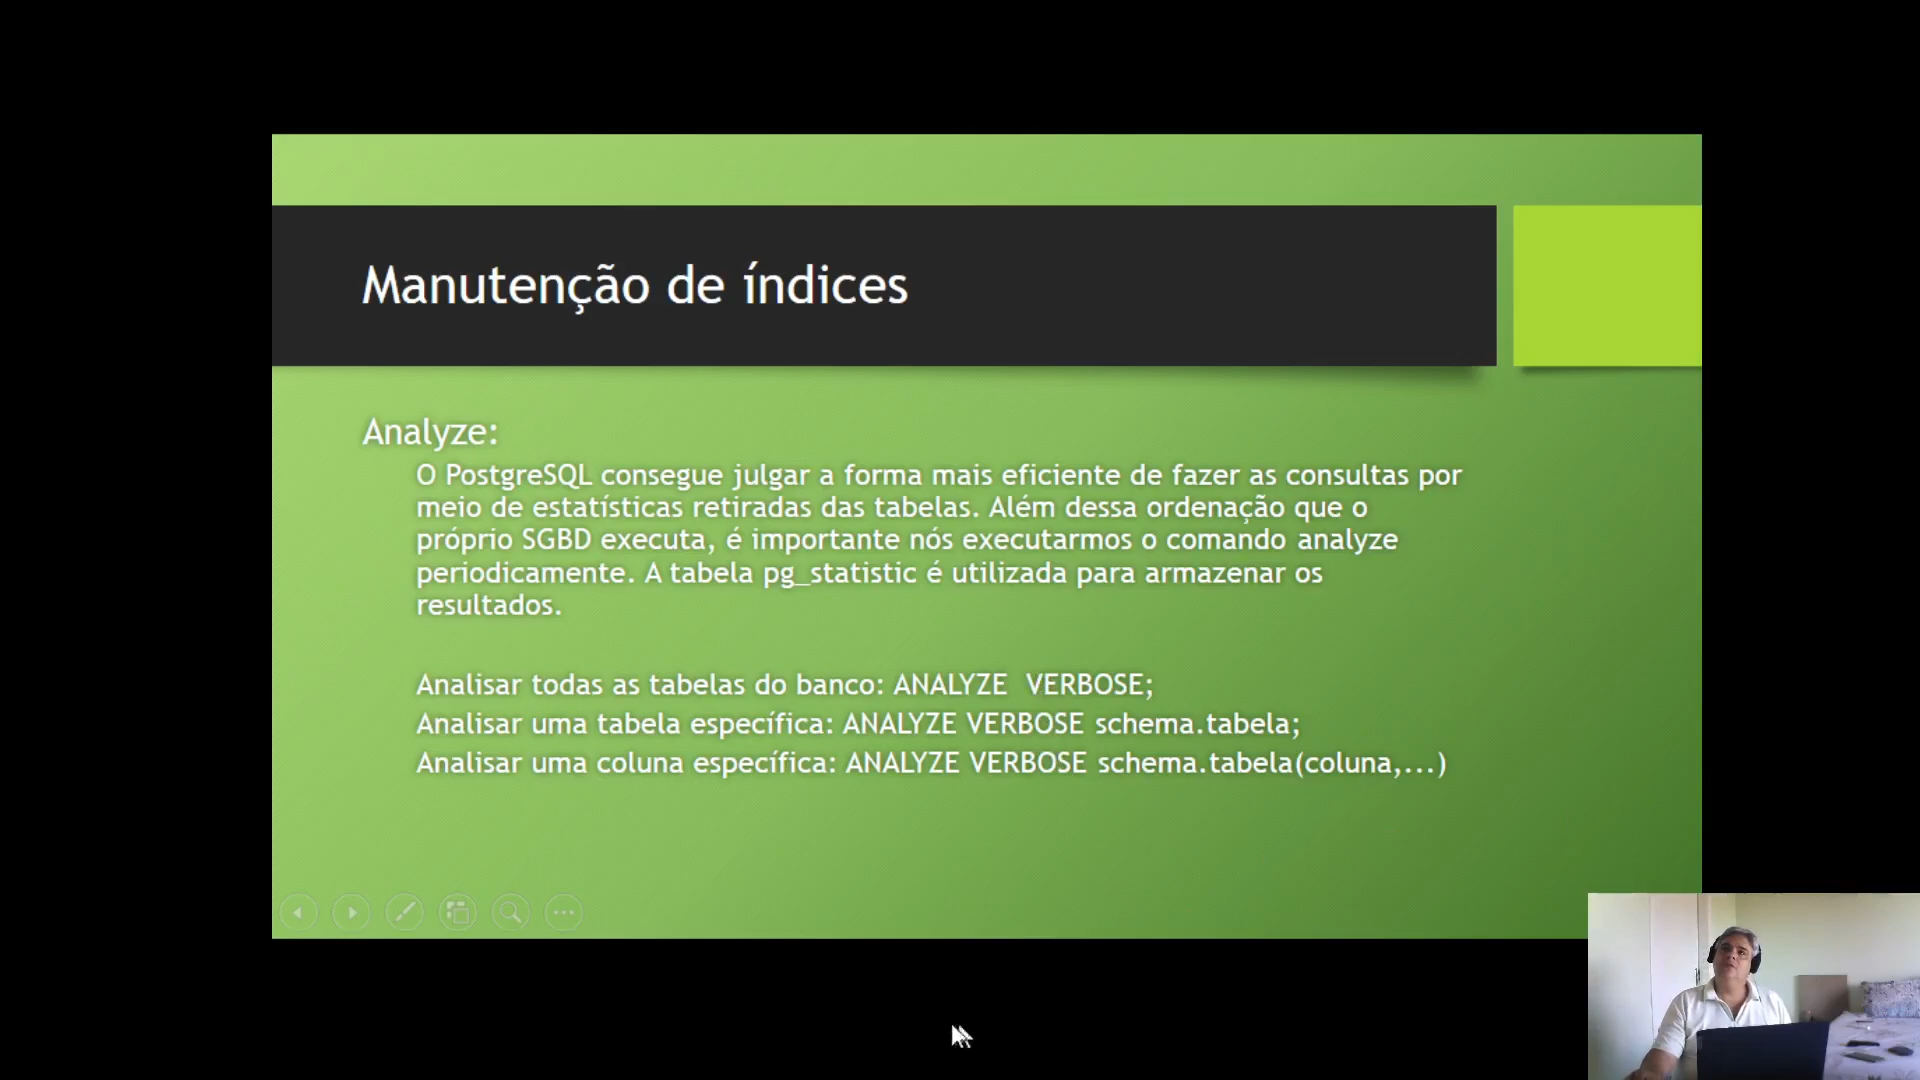 Manutenção de índices
Analyze:
O PostgreSQL consegue julgar a forma mais eficiente de fazer as consultas por
meio de estatísticas retiradas das tabelas. Além dessa ordenação que o
próprio SGBD executa, é importante nós executarmos o comando analyze
periodicamente. A tabela pg_statistic é utilizada para armazenar os
resultados.
Analisar todas as tabelas do banco: ANALYZE  VERBOSE;
Analisar uma tabela específica: ANALYZE VERBOSE schema.tabela;
Analisar uma coluna específica: ANALYZE VERBOSE schema.tabela(coluna,...)